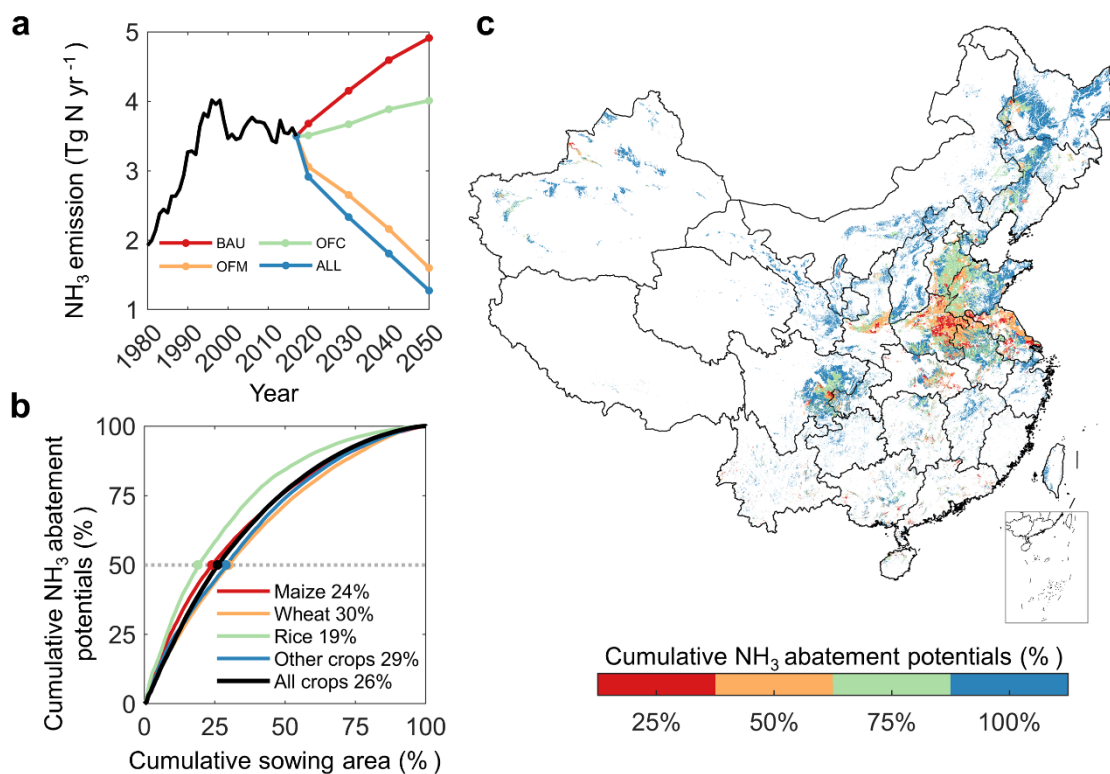 a
NH₃ emission (Tg N yr⁻¹)
5
4
3
2
1
BAU
OFC
OFM
ALL
1980
1990
2000
2010
2020
2030
2040
2050
Year
b
Cumulative NH₃ abatement
potentials (%)
100
75
50
25
0
Maize 24%
Wheat 30%
Rice 19%
Other crops 29%
All crops 26%
0
25
50
75
100
Cumulative sowing area (%)
c
Cumulative NH₃ abatement potentials (%)
25%
50%
75%
100%